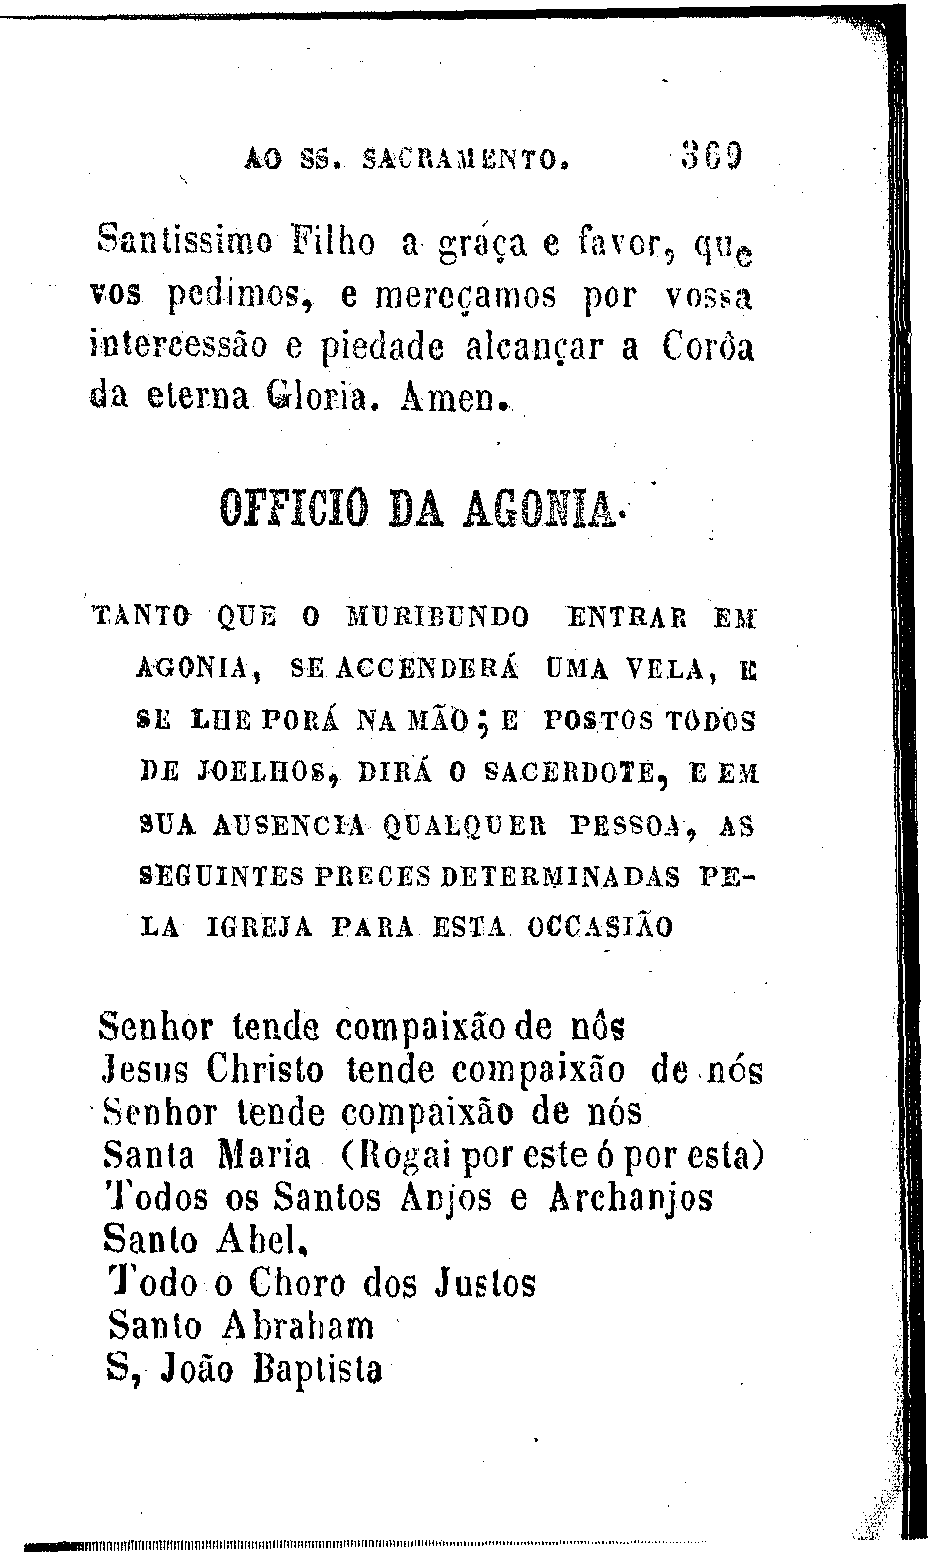 AO SS. SACRAMENTO. 369
Santissimo Filho a gráça e favor, que
vos pedimos, e mereçamos por vossa
intercessão e piedade alcançar a Corôa
da eterna Gloria. Amen.
OFFICIO DA AGONIA.
TANTO QUE O MURIBUNDO ENTRAR EM
AGONIA, SE ACCENDERÁ UMA VELA, E
SE LHE PORÁ NA MÃO; E POSTOS TODOS
DE JOELHOS, DIRÁ O SACERDOTE, E EM
SUA AUSENCIA QUALQUER PESSOA, AS
SEGUINTES PRECES DETERMINADAS PE-
LA IGREJA PARA ESTA OCCASIÃO
Senhor tende compaixão de nôs
Jesus Christo tende compaixão de nós
Senhor tende compaixão de nós
Santa Maria (Rogai por este ó por esta)
Todos os Santos Anjos e Archanjos
Santo Abel,
Todo o Choro dos Justos
Santo Abraham
S, João Baptista